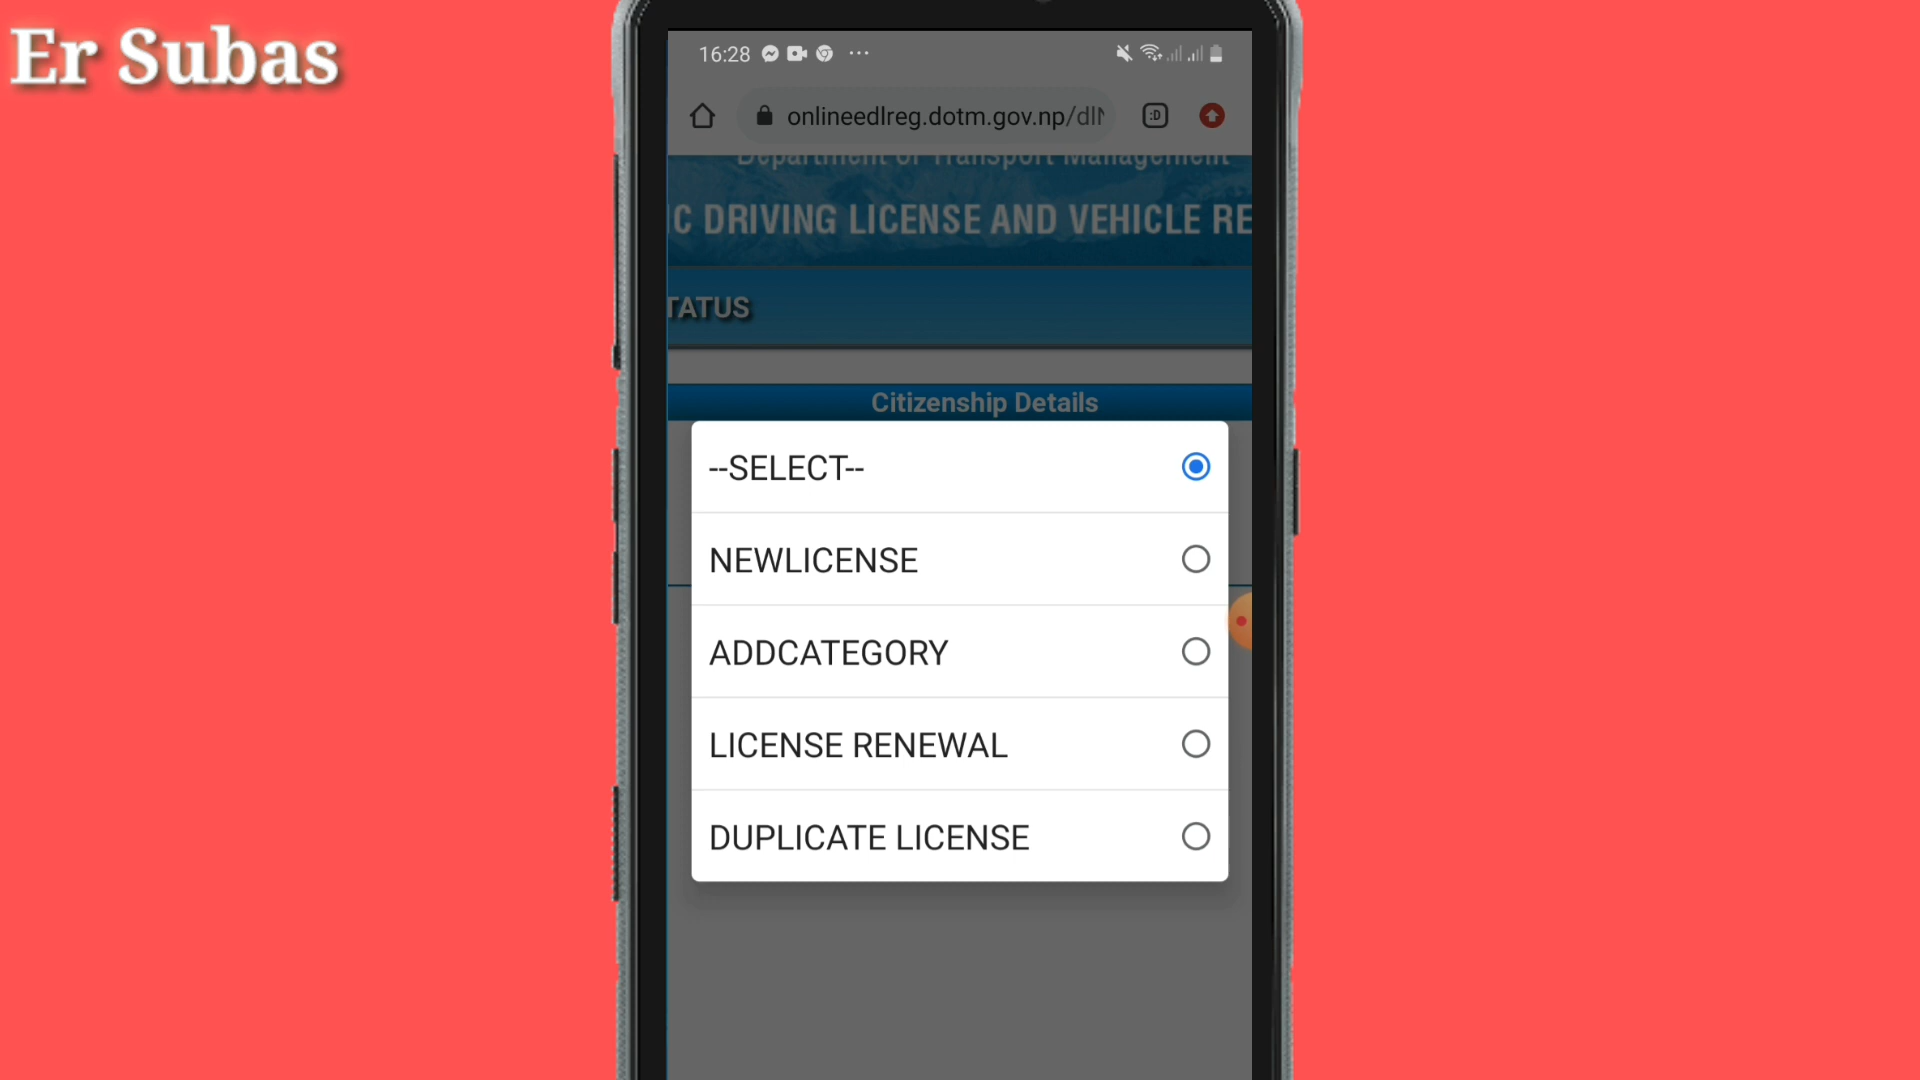 Er Subas
16:28
onlineedlreg.dotm.gov.np/dl
:D
Department of Transport Management
C DRIVING LICENSE AND VEHICLE RE
TATUS
Citizenship Details
--SELECT--
NEWLICENSE
ADDCATEGORY
LICENSE RENEWAL
DUPLICATE LICENSE